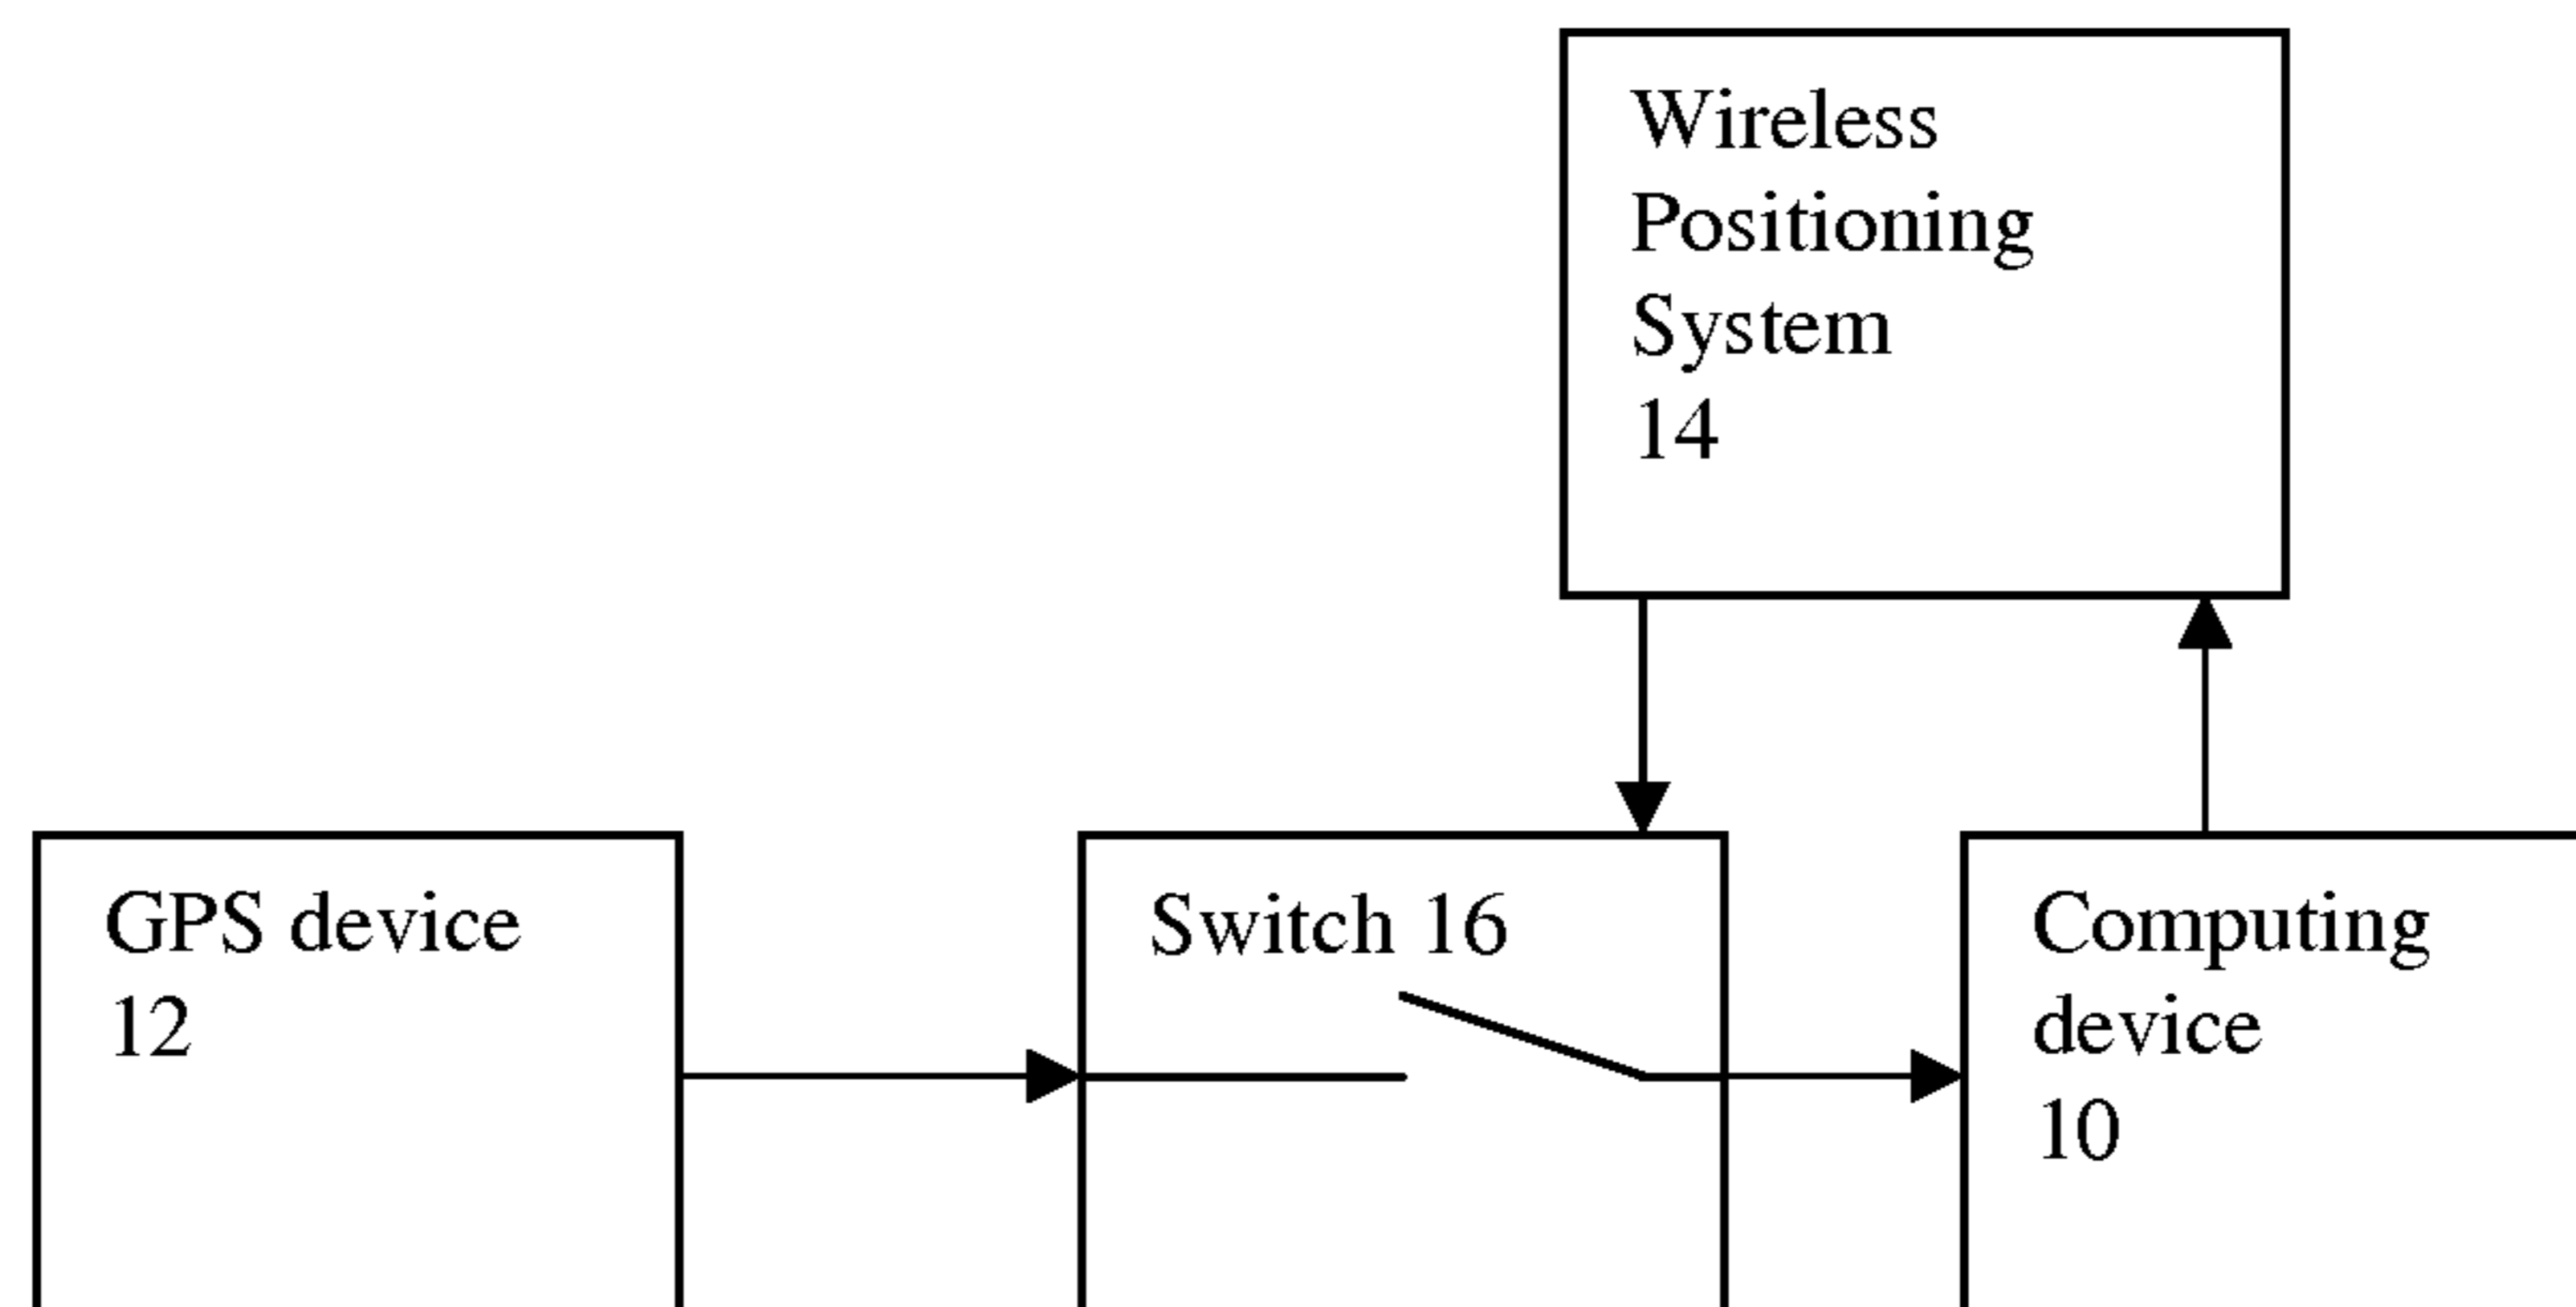 Wireless
Positioning
System
14
GPS device
12
Switch 16
Computing
device
10